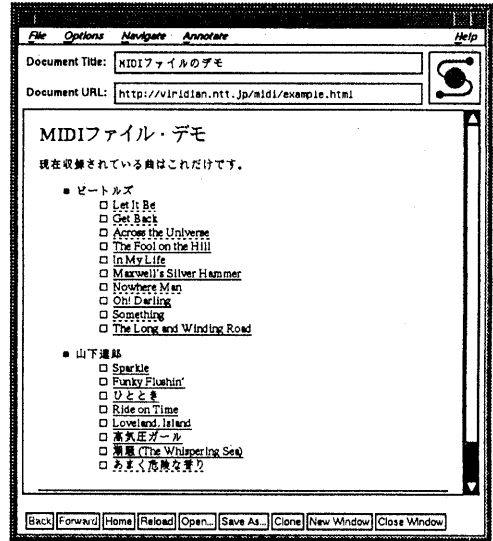 File Options Navigate Annotate Help
Document Title: MIDIファイルのデモ
Document URL: http://viridian.ntt.jp/midi/example.html
MIDIファイル・デモ
現在収録されている曲はこれだけです。
■ ビートルズ
□ Let It Be
□ Get Back
□ Across the Universe
□ The Fool on the Hill
□ In My Life
□ Maxwell's Silver Hammer
□ Nowhere Man
□ Oh! Darling
□ Something
□ The Long and Winding Road
■ 山下達郎
□ Sparkle
□ Funky Flushin'
□ ひととき
□ Ride on Time
□ Loveland, Island
□ 高気圧ガール
□ 潮騒 (The Whispering Sea)
□ あまく危険な香り
Back Forward Home Reload Open... Save As... Clone New Window Close Window